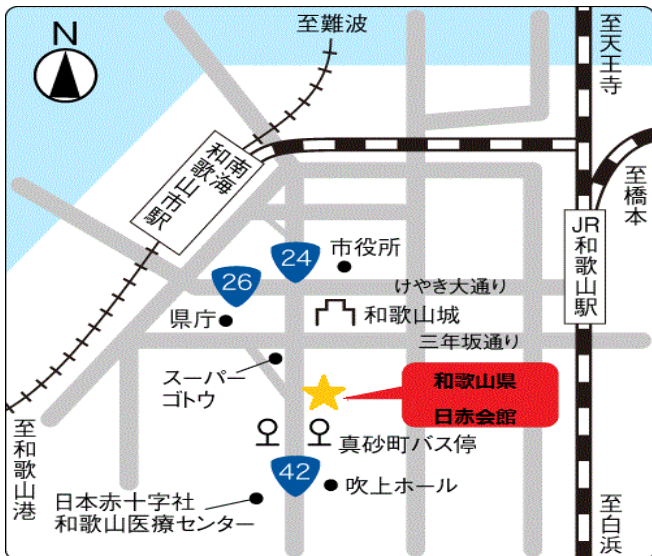 N
至難波
至天王寺
南海
和歌山市駅
至橋本
JR和歌山駅
24
市役所
26
けやき大通り
県庁
和歌山城
三年坂通り
スーパー
ゴトウ
和歌山県
日赤会館
至和歌山港
真砂町バス停
42
吹上ホール
日本赤十字社
和歌山医療センター
至白浜